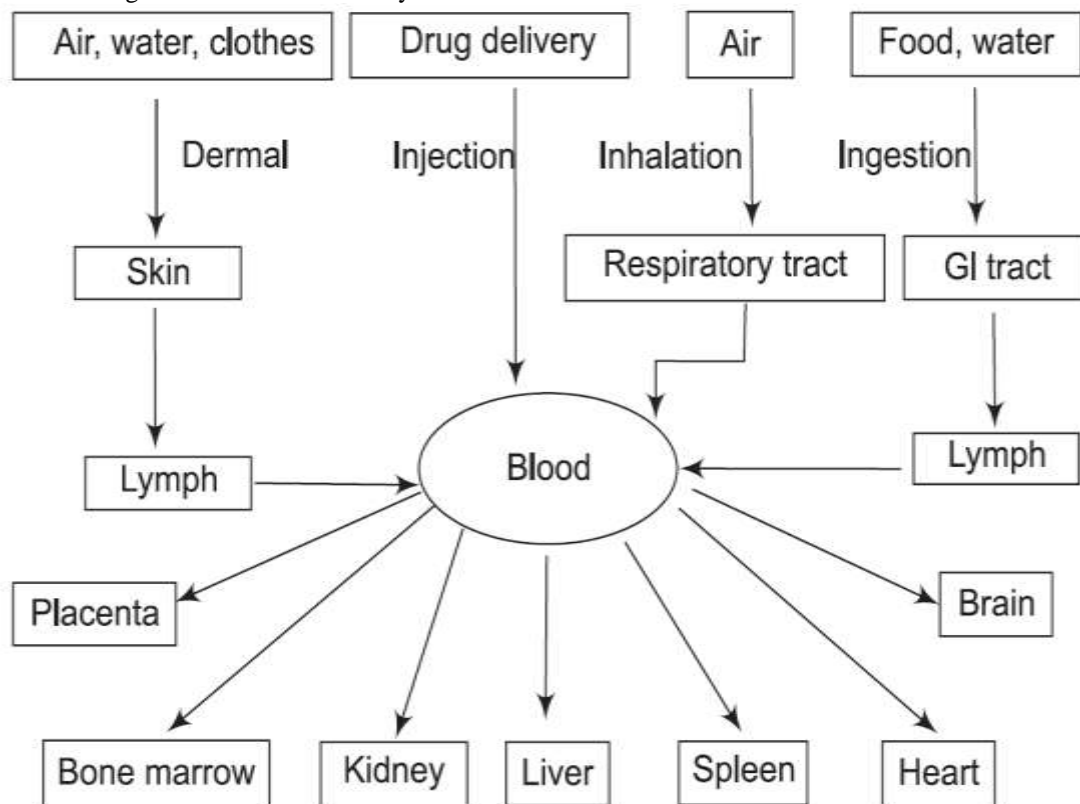 Air, water, clothes
Drug delivery
Air
Food, water
Dermal
Injection
Inhalation
Ingestion
Skin
Respiratory tract
GI tract
Lymph
Blood
Lymph
Placenta
Brain
Bone marrow
Kidney
Liver
Spleen
Heart